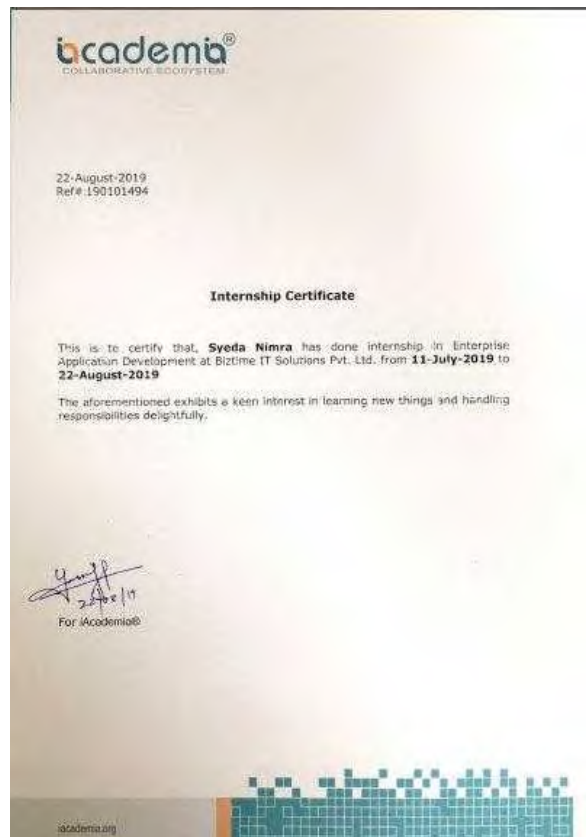 iacademia®
COLLABORATIVE ECOSYSTEM
22-August-2019
Ref# 190101494
Internship Certificate
This is to certify that, Syeda Nimra has done internship in Enterprise
Application Development at Biztime IT Solutions Pvt. Ltd. from 11-July-2019 to
22-August-2019
The aforementioned exhibits a keen interest in learning new things and handling
responsibilities delightfully.
For iAcademia®
iacademia.org